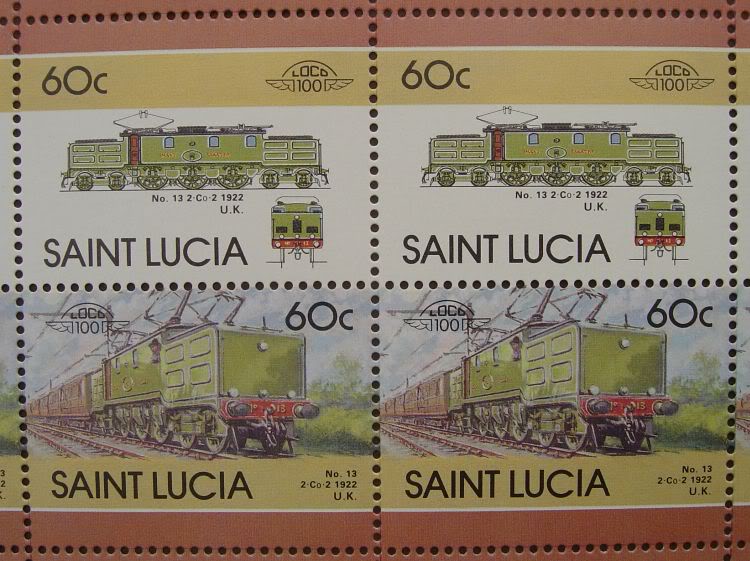 60c LOCO 100
No. 13 2-Co-2 1922
U.K.
SAINT LUCIA
60c LOCO 100
No. 13 2-Co-2 1922
U.K.
SAINT LUCIA
LOCO 100 60c
No. 13
2-Co-2 1922
SAINT LUCIA U.K.
LOCO 100 60c
No. 13
2-Co-2 1922
SAINT LUCIA U.K.